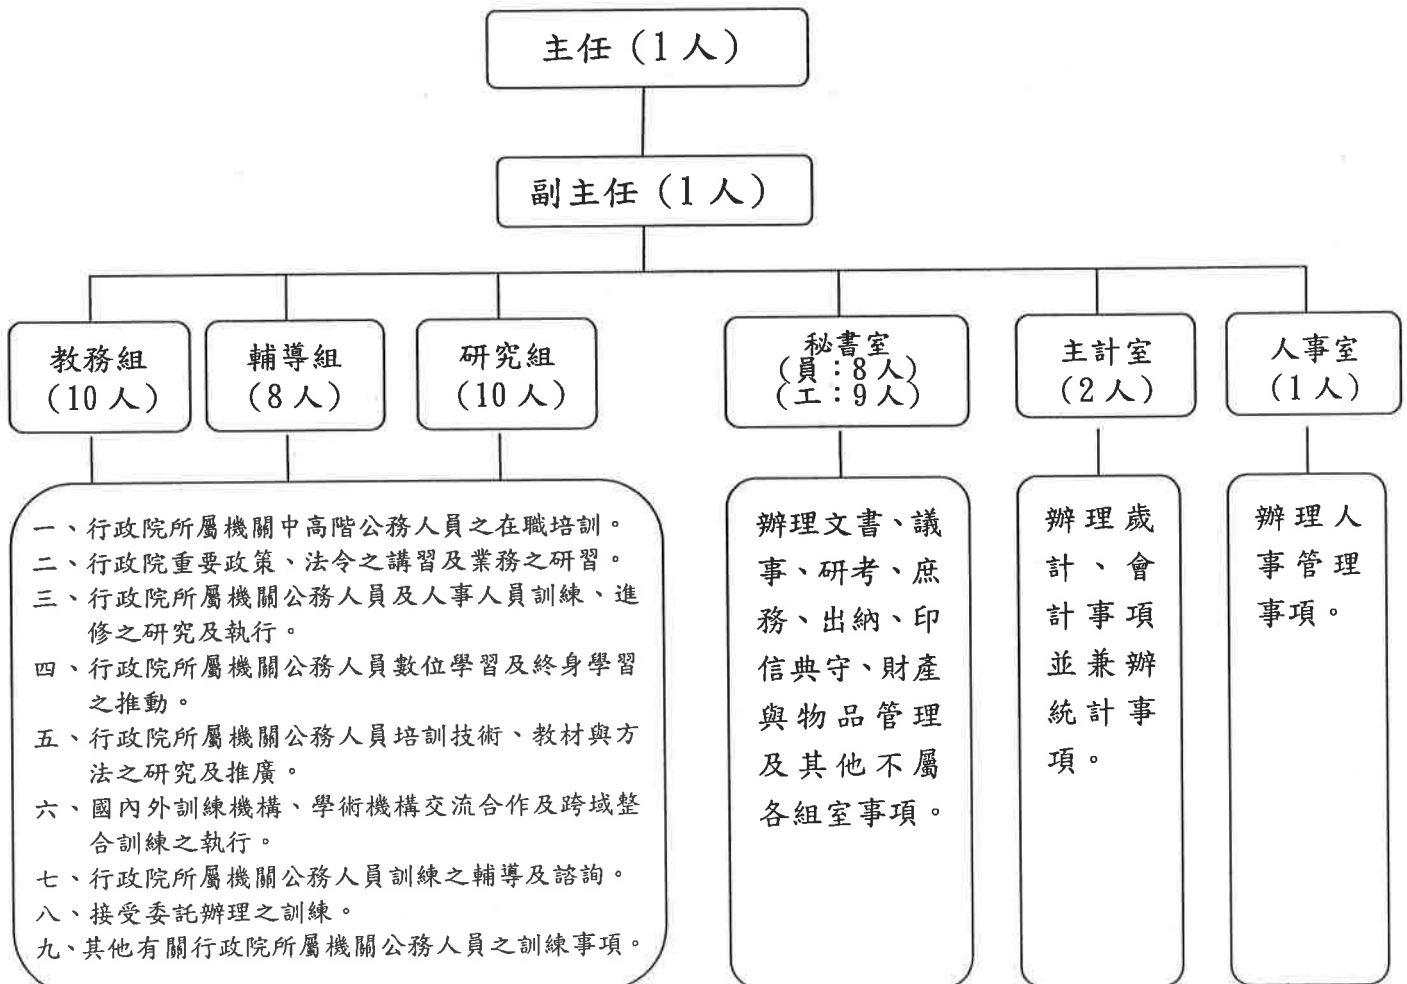 主任（1人）
副主任（1人）
教務組
（10人）
輔導組
（8人）
研究組
（10人）
秘書室
（員：8人）
（工：9人）
主計室
（2人）
人事室
（1人）
一、行政院所屬機關中高階公務人員之在職培訓。
二、行政院重要政策、法令之講習及業務之研習。
三、行政院所屬機關公務人員及人事人員訓練、進
修之研究及執行。
四、行政院所屬機關公務人員數位學習及終身學習
之推動。
五、行政院所屬機關公務人員培訓技術、教材與方
法之研究及推廣。
六、國內外訓練機構、學術機構交流合作及跨域整
合訓練之執行。
七、行政院所屬機關公務人員訓練之輔導及諮詢。
八、接受委託辦理之訓練。
九、其他有關行政院所屬機關公務人員之訓練事項。
辦理文書、議
事、研考、庶
務、出納、印
信典守、財產
與物品管理
及其他不屬
各組室事項。
辦理歲
計、會
計事項
並兼辦
統計事
項。
辦理人
事管理
事項。